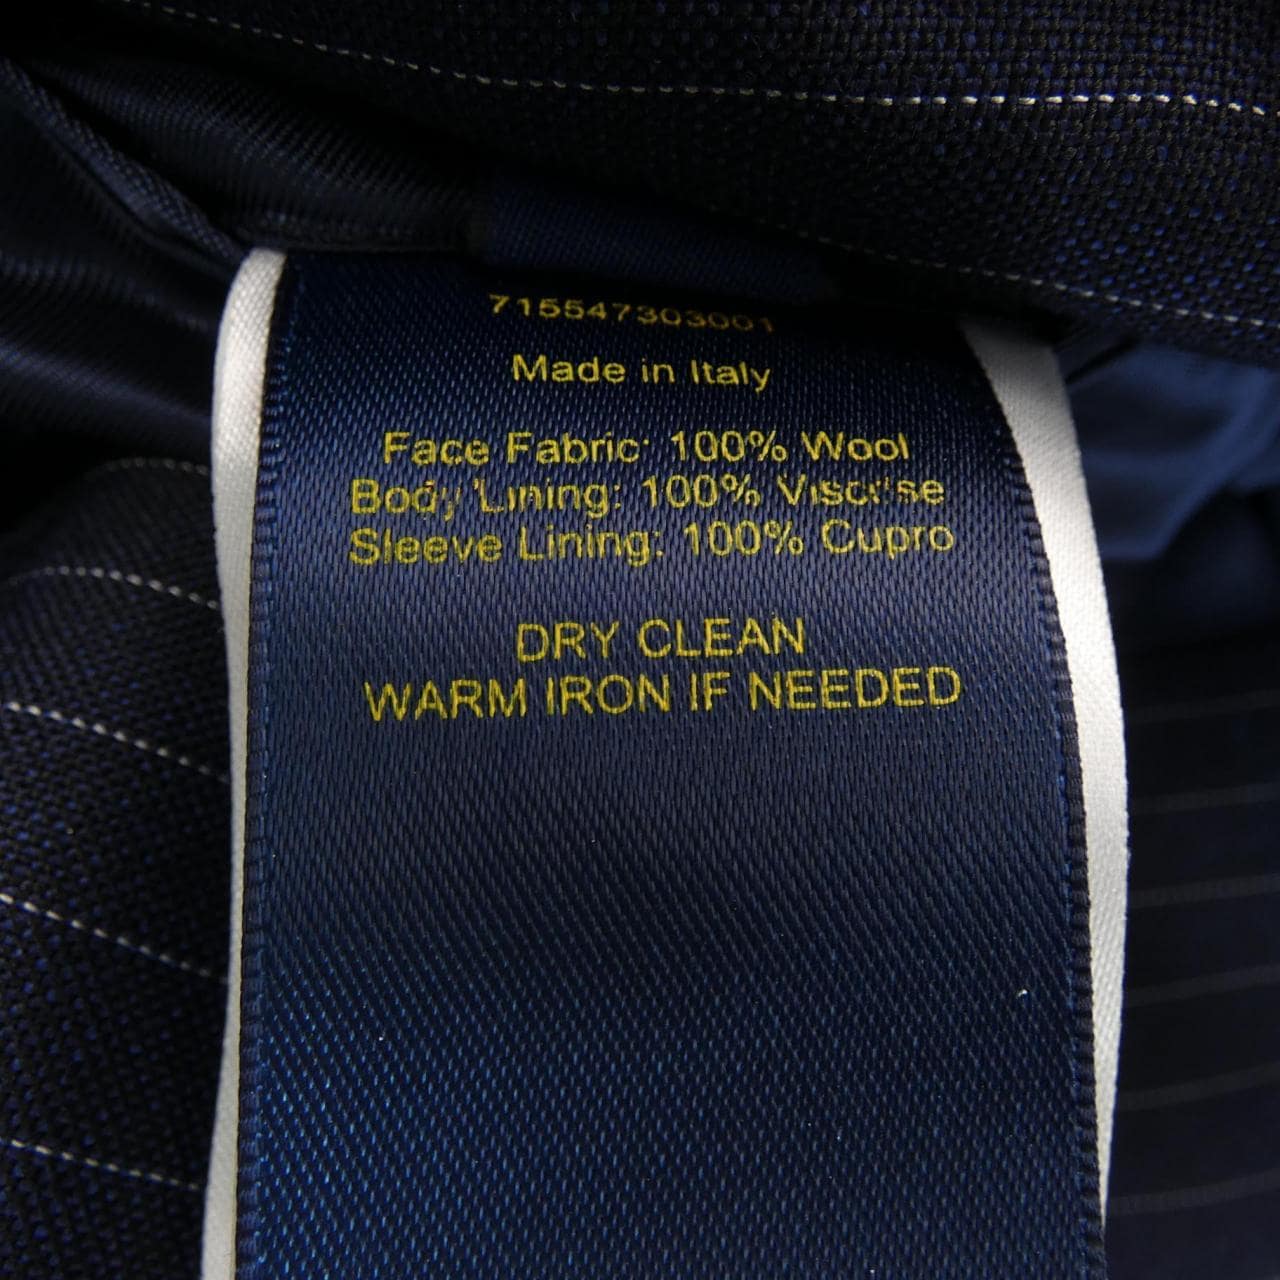 715547303001
Made in Italy
Face Fabric: 100% Wool
Body Lining: 100% Viscose
Sleeve Lining: 100% Cupro
DRY CLEAN
WARM IRON IF NEEDED